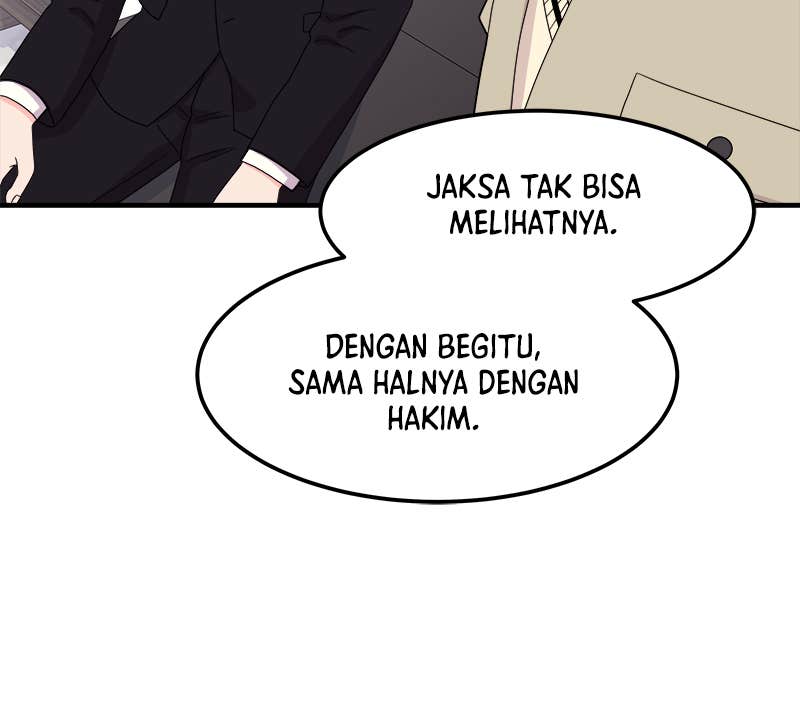 JAKSA TAK BISA
MELIHATNYA.
DENGAN BEGITU,
SAMA HALNYA DENGAN
HAKIM.